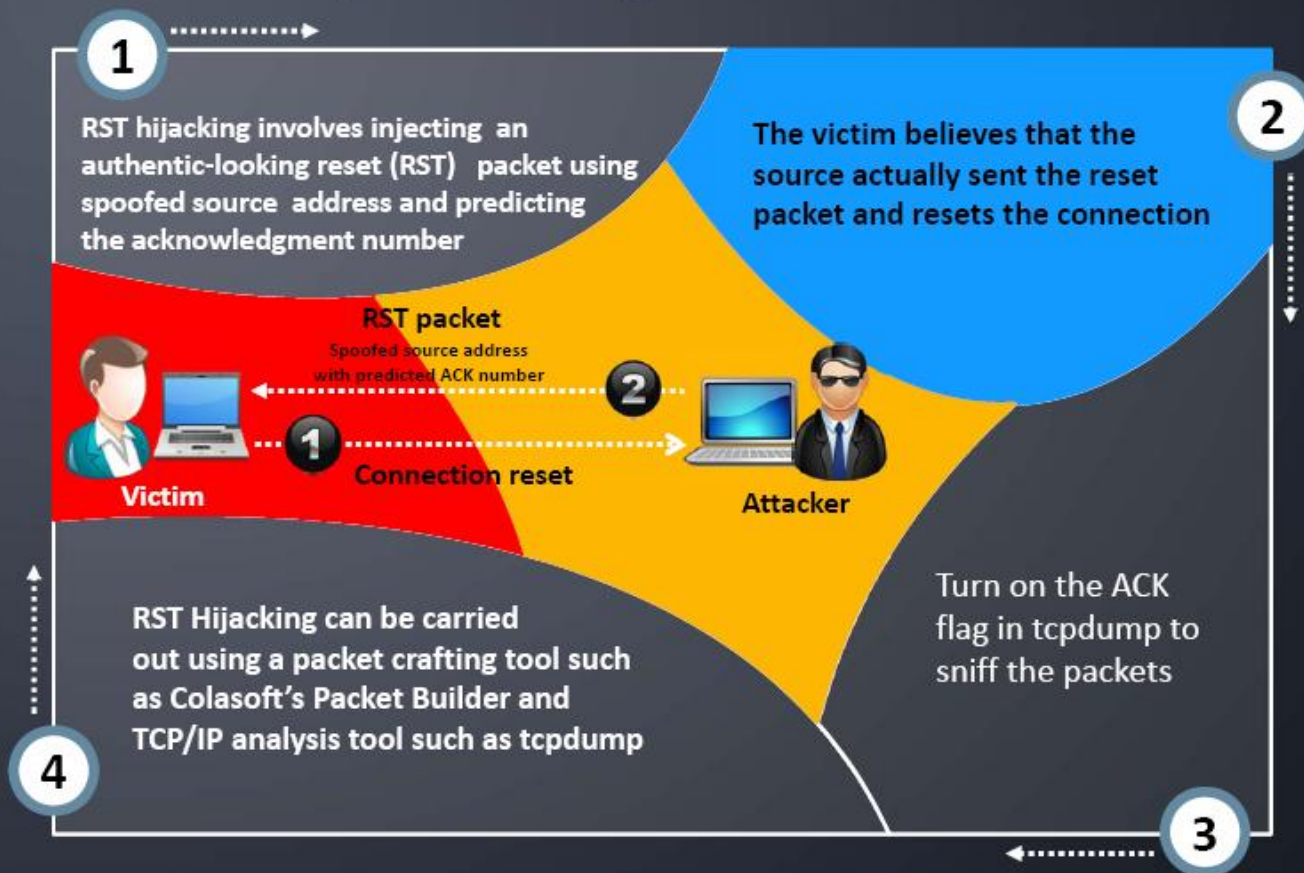 1
RST hijacking involves injecting an
authentic-looking reset (RST) packet using
spoofed source address and predicting
the acknowledgment number
2
The victim believes that the
source actually sent the reset
packet and resets the connection
RST packet
Spoofed source address
with predicted ACK number
2
1
Connection reset
Victim
Attacker
Turn on the ACK
flag in tcpdump to
sniff the packets
3
RST Hijacking can be carried
out using a packet crafting tool such
as Colasoft's Packet Builder and
TCP/IP analysis tool such as tcpdump
4